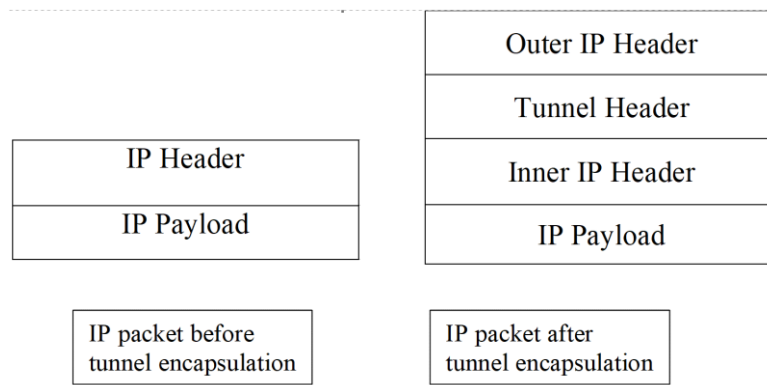 Outer IP Header
Tunnel Header
IP Header
Inner IP Header
IP Payload
IP Payload
IP packet before
tunnel encapsulation
IP packet after
tunnel encapsulation